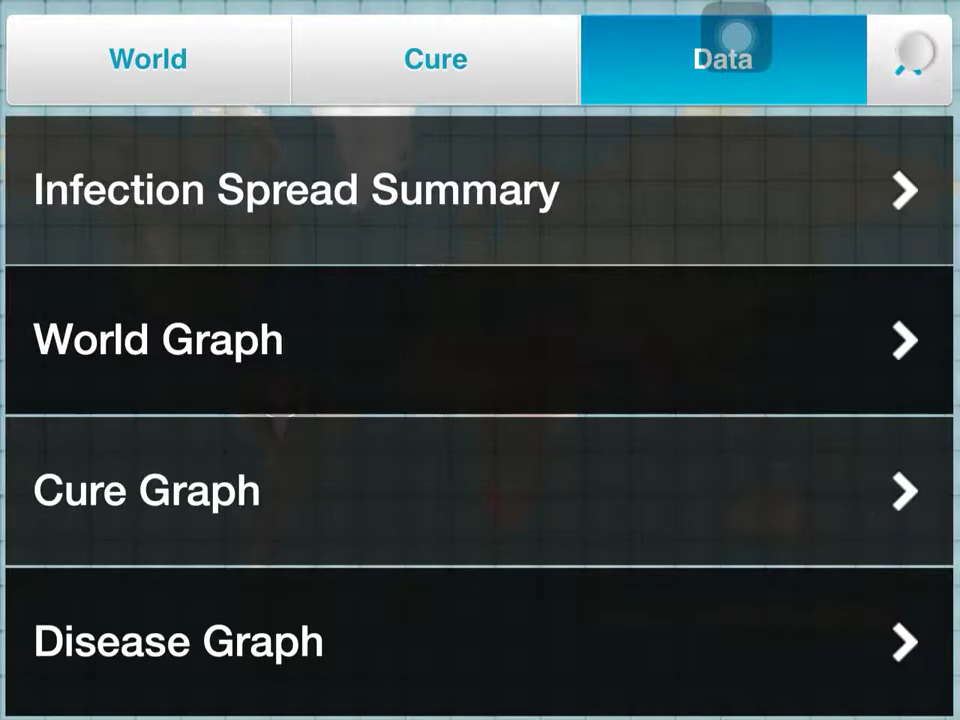 World
Cure
Data
Infection Spread Summary
World Graph
Cure Graph
Disease Graph